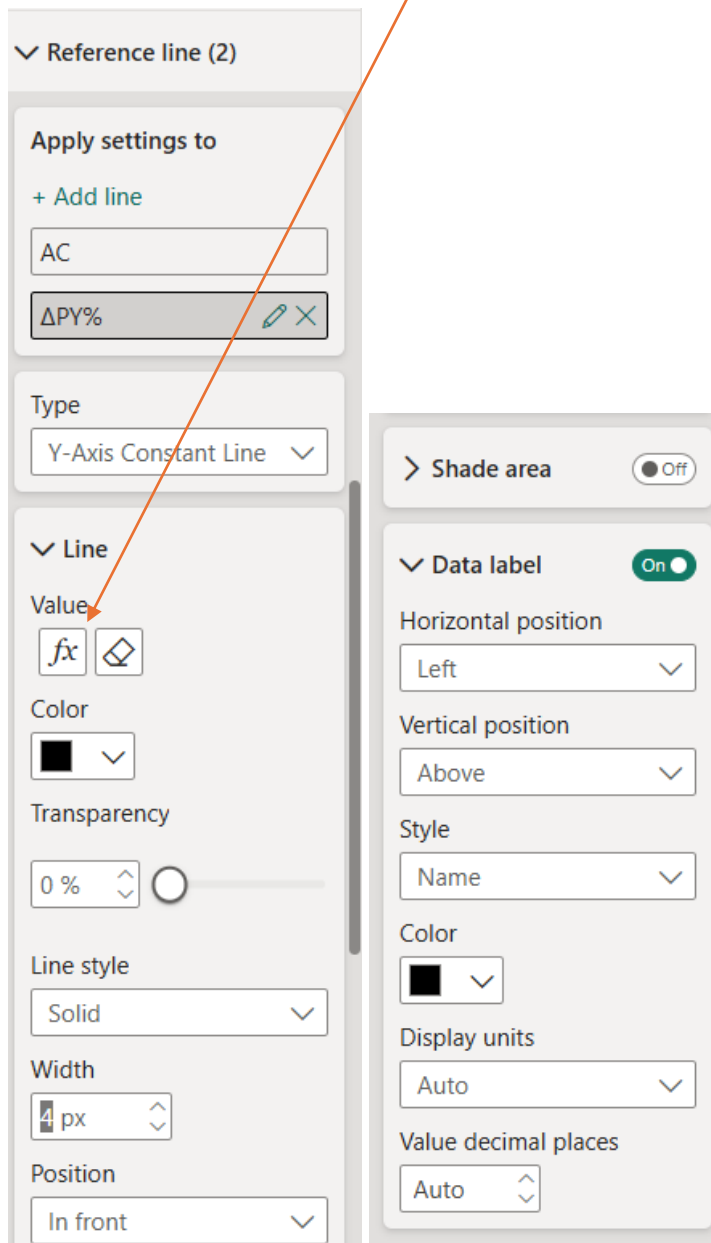 Reference line (2)
Apply settings to
+ Add line
AC
ΔPY%
Type
Y-Axis Constant Line
Line
Value
fx
Color
Transparency
0 %
Line style
Solid
Width
4 px
Position
In front
Shade area
Off
Data label
On
Horizontal position
Left
Vertical position
Above
Style
Name
Color
Display units
Auto
Value decimal places
Auto